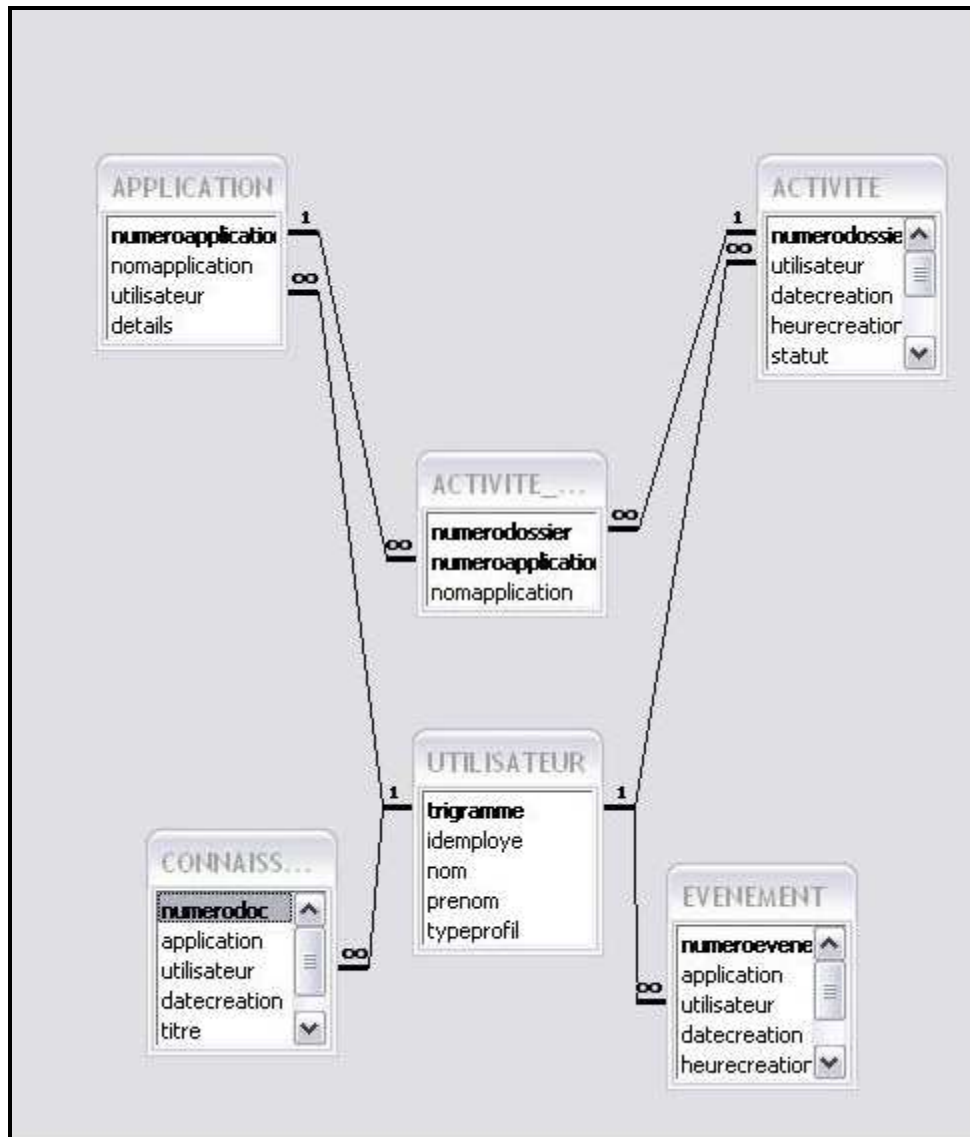 APPLICATION
numeroapplicatio
nomapplication
utilisateur
details
1
∞
ACTIVITE
numerodossie
utilisateur
datecreation
heurecreation
statut
1
∞
ACTIVITE_...
numerodossier
numeroapplicatio
nomapplication
∞
∞
UTILISATEUR
trigramme
idemploye
nom
prenom
typeprofil
1
1
CONNAISS...
numerodoc
application
utilisateur
datecreation
titre
∞
EVENEMENT
numeroevene
application
utilisateur
datecreation
heurecreation
∞